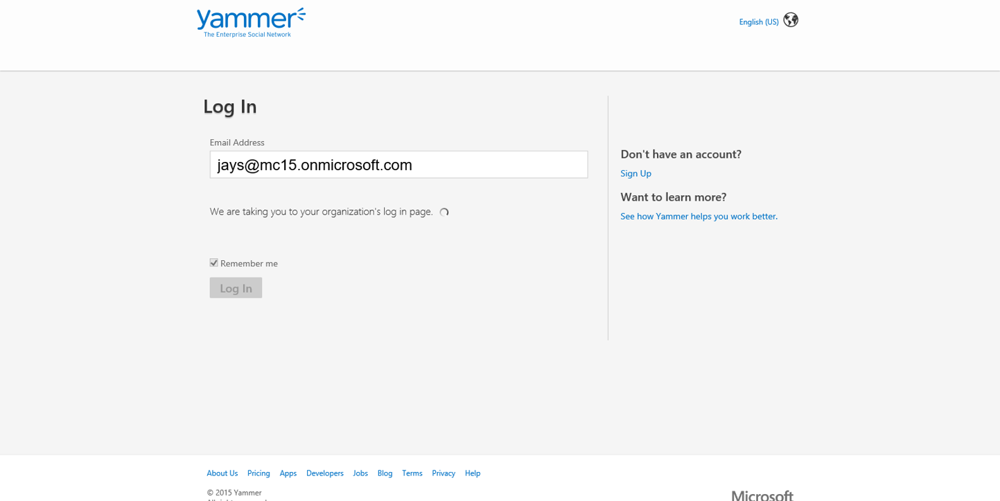 yammer
The Enterprise Social Network
English (US)
Log In
Email Address
jays@mc15.onmicrosoft.com
We are taking you to your organization's log in page.
Remember me
Log In
Don't have an account?
Sign Up
Want to learn more?
See how Yammer helps you work better.
About Us Pricing Apps Developers Jobs Blog Terms Privacy Help
© 2015 Yammer
Microsoft